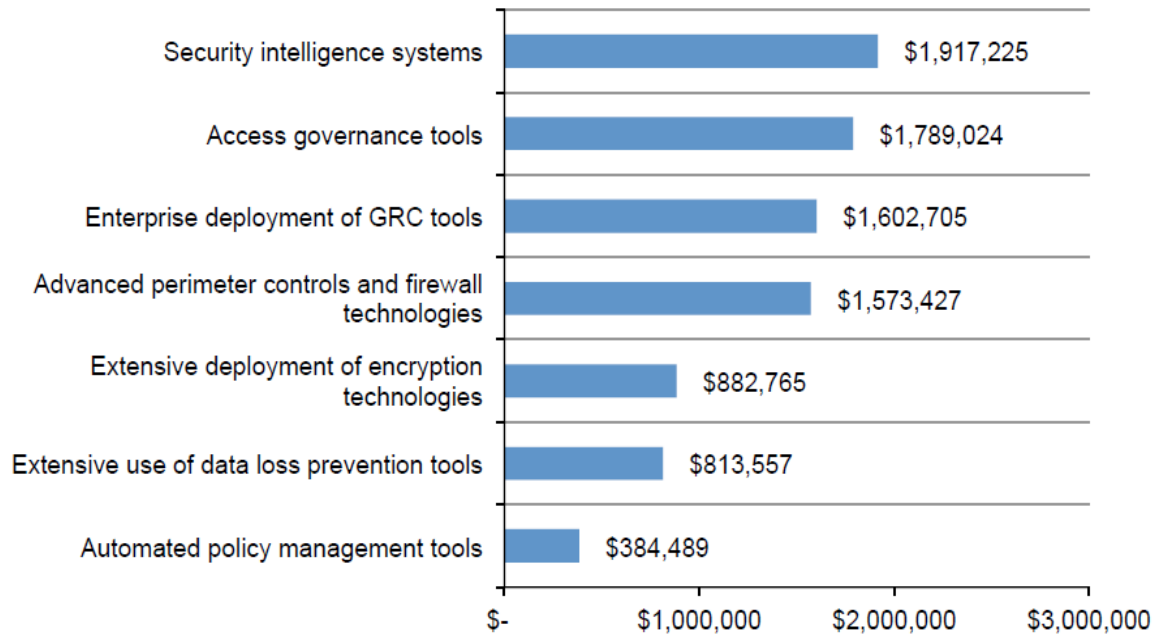 Security intelligence systems
$1,917,225
Access governance tools
$1,789,024
Enterprise deployment of GRC tools
$1,602,705
Advanced perimeter controls and firewall
technologies
$1,573,427
Extensive deployment of encryption
technologies
$882,765
Extensive use of data loss prevention tools
$813,557
Automated policy management tools
$384,489
$- $1,000,000 $2,000,000 $3,000,000